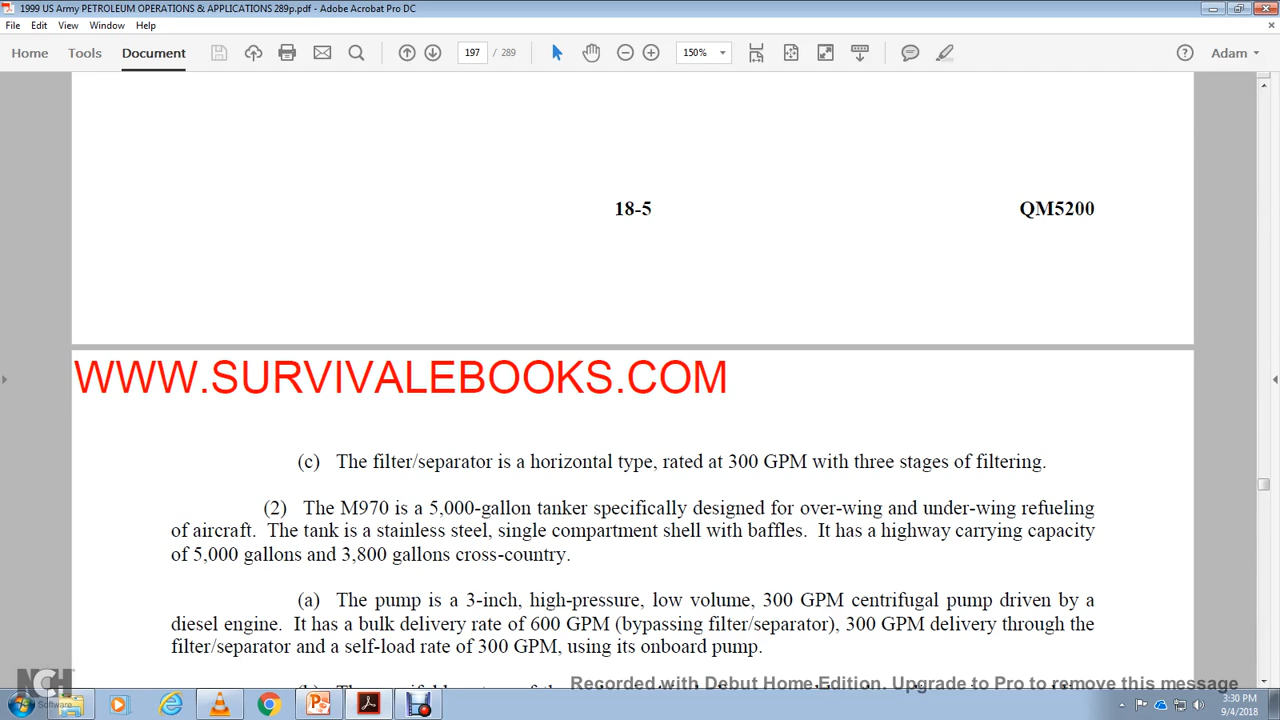 1999 US Army PETROLEUM OPERATIONS & APPLICATIONS 289p.pdf - Adobe Acrobat Pro DC
File Edit View Window Help
Home Tools Document 197 / 289 150% Adam
18-5 QM5200
WWW.SURVIVALEBOOKS.COM
(c) The filter/separator is a horizontal type, rated at 300 GPM with three stages of filtering.
(2) The M970 is a 5,000-gallon tanker specifically designed for over-wing and under-wing refueling
of aircraft. The tank is a stainless steel, single compartment shell with baffles. It has a highway carrying capacity
of 5,000 gallons and 3,800 gallons cross-country.
(a) The pump is a 3-inch, high-pressure, low volume, 300 GPM centrifugal pump driven by a
diesel engine. It has a bulk delivery rate of 600 GPM (bypassing filter/separator), 300 GPM delivery through the
filter/separator and a self-load rate of 300 GPM, using its onboard pump.
Recorded with Debut Home Edition. Upgrade to Pro to remove this message
NCH Software
3:30 PM
9/4/2018